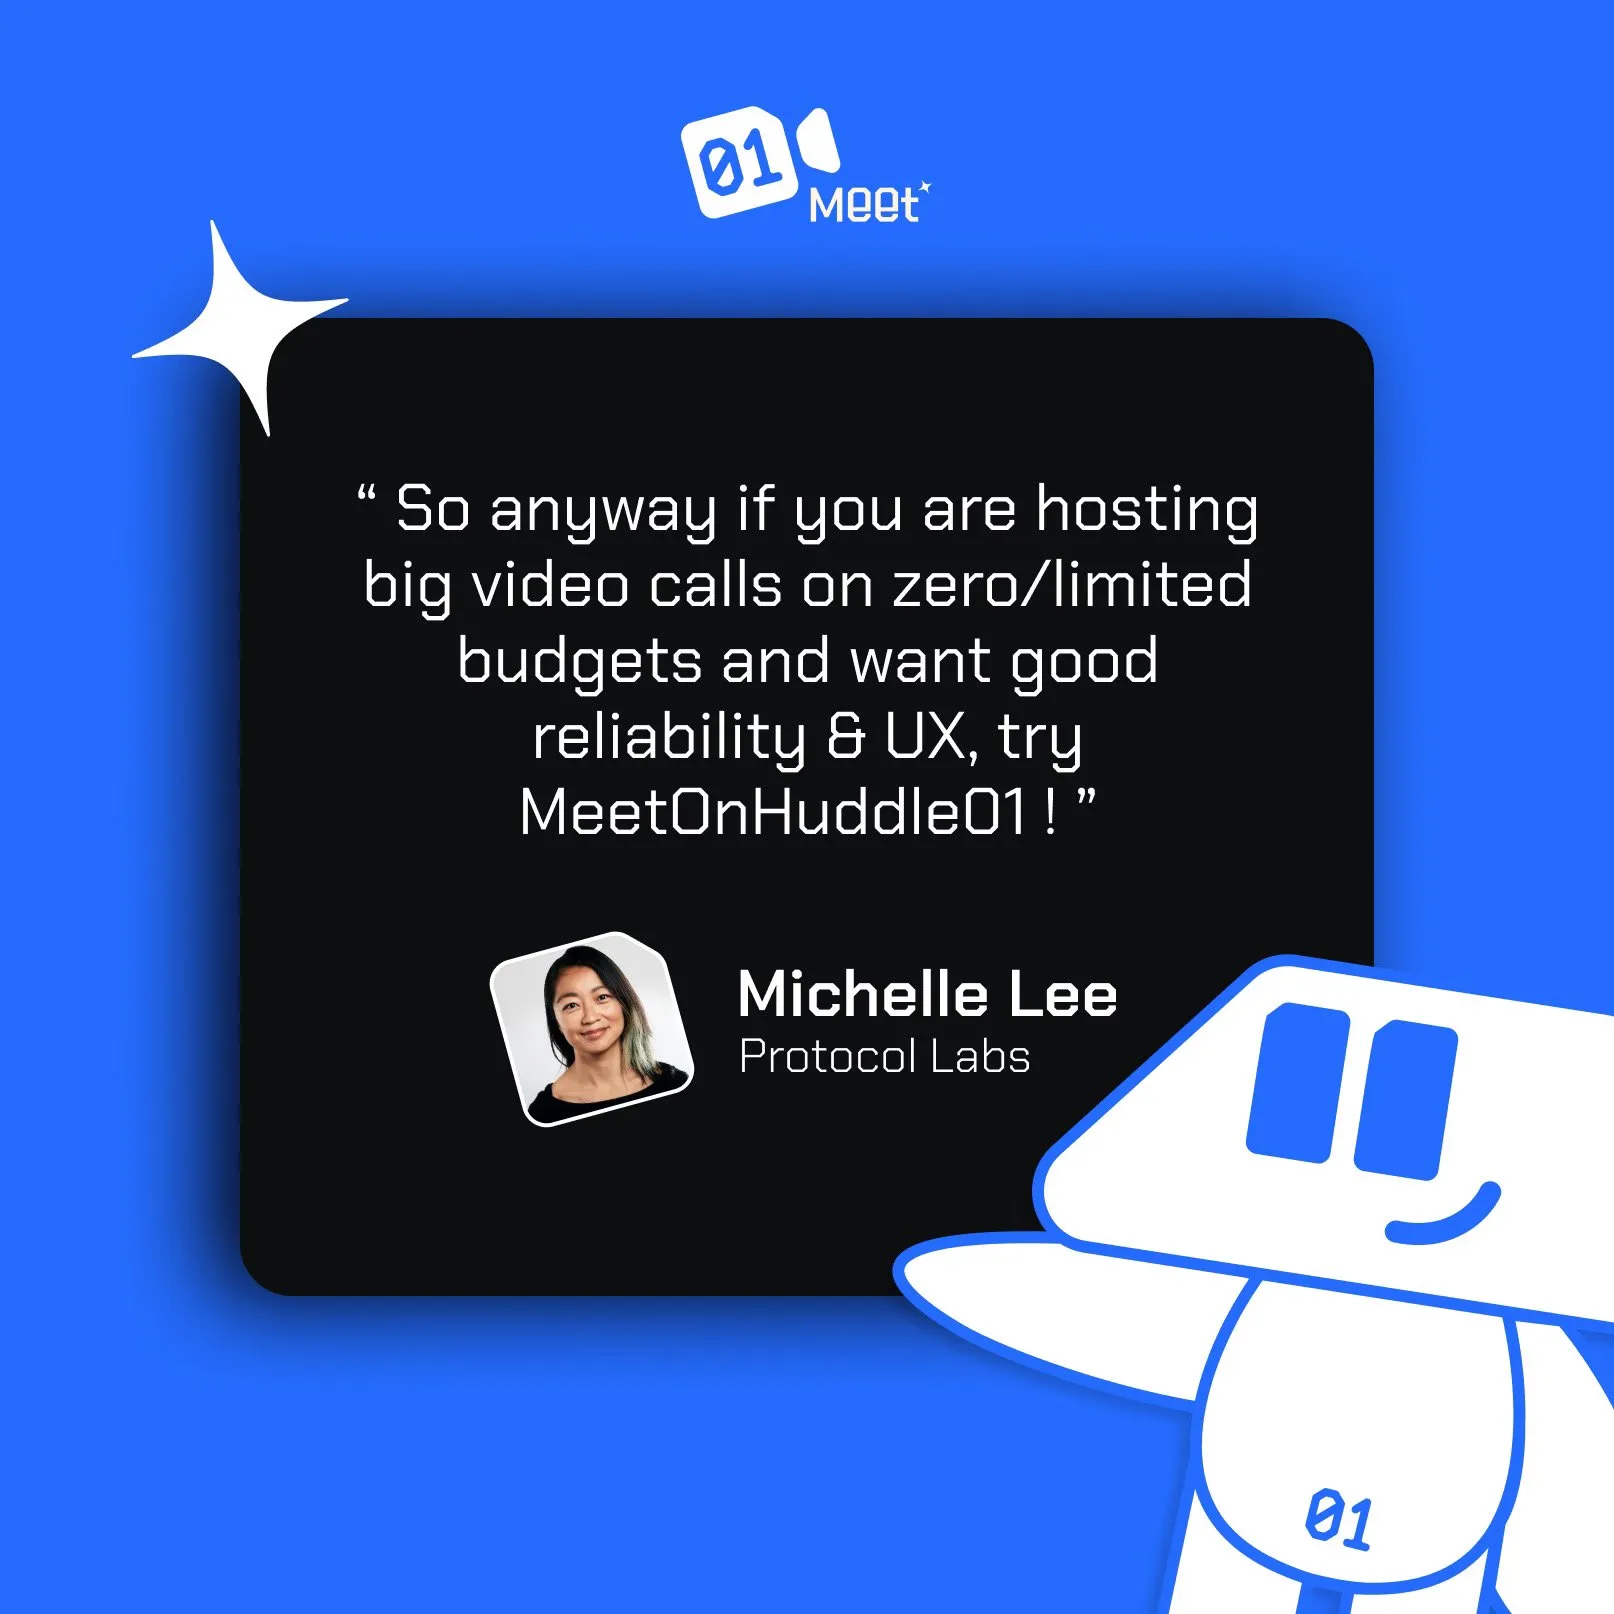 01
Meet
“ So anyway if you are hosting
big video calls on zero/limited
budgets and want good
reliability & UX, try
MeetOnHuddle01 ! ”
Michelle Lee
Protocol Labs
01